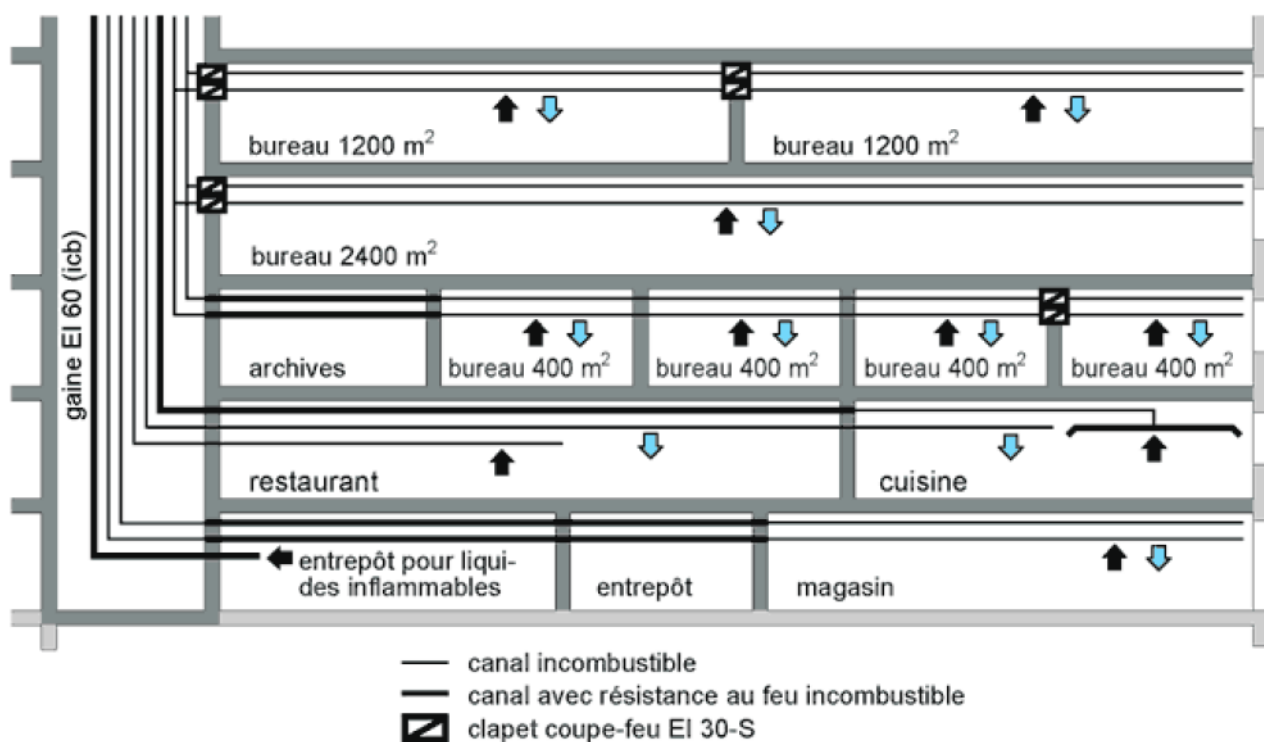 bureau 1200 m²
bureau 1200 m²
bureau 2400 m²
gaine EI 60 (icb)
archives
bureau 400 m²
bureau 400 m²
bureau 400 m²
bureau 400 m²
restaurant
cuisine
entrepôt pour liqui-
des inflammables
entrepôt
magasin
canal incombustible
canal avec résistance au feu incombustible
clapet coupe-feu EI 30-S